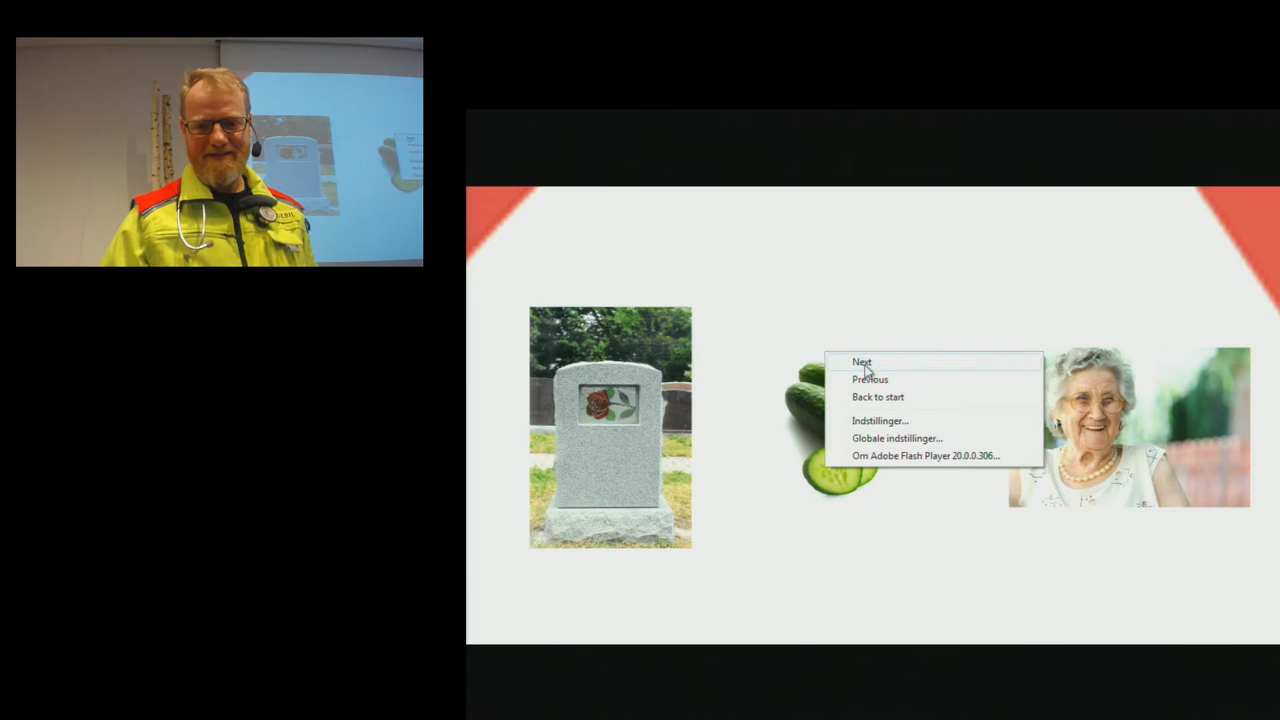 Next
Previous
Back to start
Indstillinger...
Globale indstillinger...
Om Adobe Flash Player 20.0.0.306...